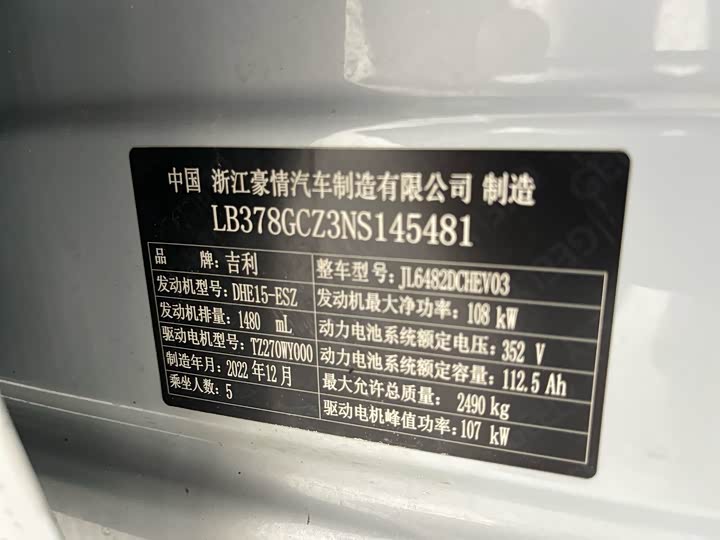 中国 浙江豪情汽车制造有限公司 制造
LB378GCZ3NS145481
品 牌:吉利
整车型号:JL6482DCHEV03
发动机型号:DHE15-ESZ
发动机最大净功率:108 kW
发动机排量:1480 mL
动力电池系统额定电压:352 V
驱动电机型号:TZ270WY000
动力电池系统额定容量:112.5 Ah
制造年月:2022 年12月
最大允许总质量: 2490 kg
乘坐人数:5
驱动电机峰值功率:107 kW